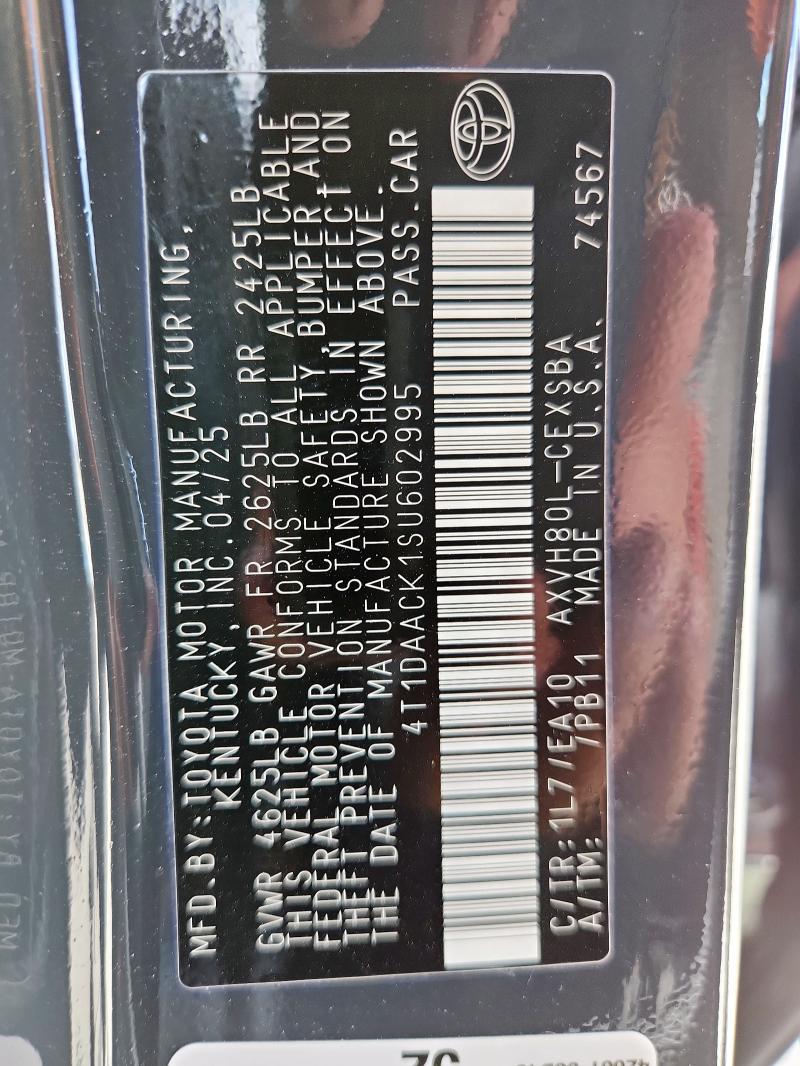 MFD.BY:TOYOTA MOTOR MANUFACTURING,
KENTUCKY, INC.04/25
GVWR 4625LB GAWR FR 2625LB RR 2425LB
THIS VEHICLE CONFORMS TO ALL APPLICABLE
FEDERAL MOTOR VEHICLE SAFETY,BUMPER,AND
THEFT PREVENTION STANDARDS IN EFFECT ON
THE DATE OF MANUFACTURE SHOWN ABOVE.
4T1DAACK1SU602995 PASS.CAR
C/TR:1L7/EA10 AXVH80L-CEXSBA
A/TM: /PB11 MADE IN U.S.A. 74567